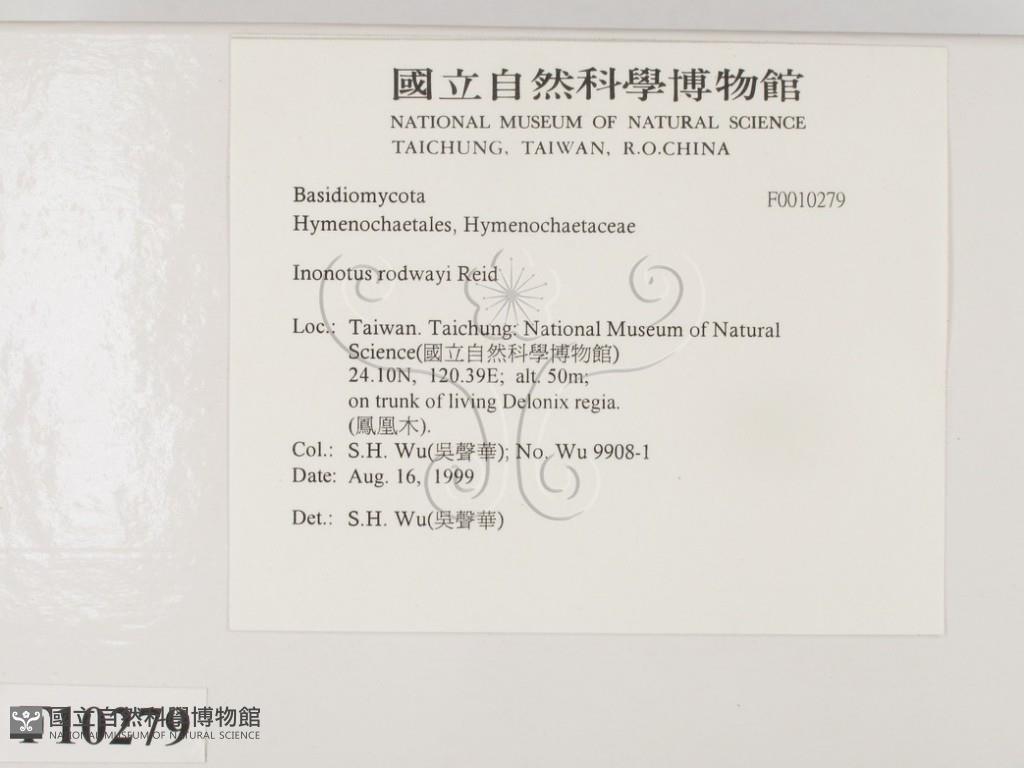 國立自然科學博物館
NATIONAL MUSEUM OF NATURAL SCIENCE
TAICHUNG, TAIWAN, R.O.CHINA
Basidiomycota F0010279
Hymenochaetales, Hymenochaetaceae
Inonotus rodwayi Reid
Loc.: Taiwan. Taichung: National Museum of Natural
Science(國立自然科學博物館)
24.10N, 120.39E; alt. 50m;
on trunk of living Delonix regia.
(鳳凰木).
Col.: S.H. Wu(吳聲華); No. Wu 9908-1
Date: Aug. 16, 1999
Det.: S.H. Wu(吳聲華)
F10279
國立自然科學博物館
NATIONAL MUSEUM OF NATURAL SCIENCE